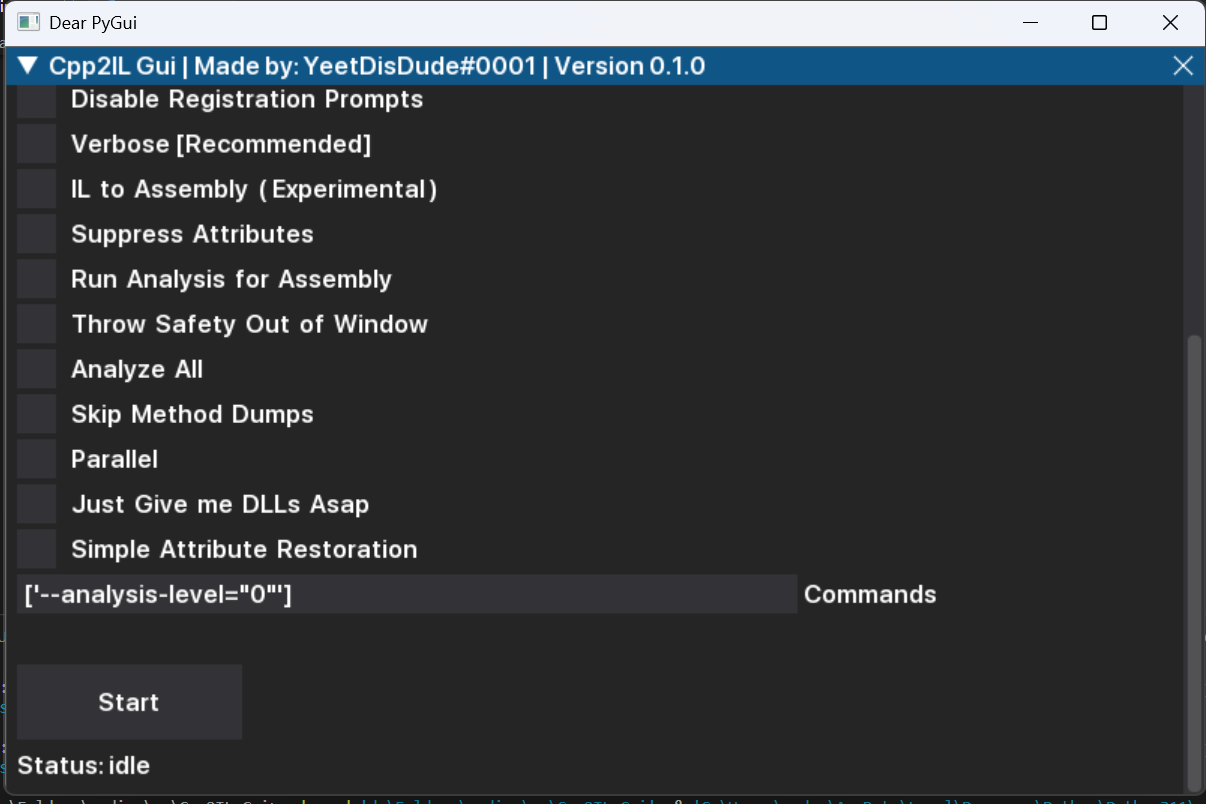 Dear PyGui
Cpp2IL Gui | Made by: YeetDisDude#0001 | Version 0.1.0
Disable Registration Prompts
Verbose [Recommended]
IL to Assembly (Experimental)
Suppress Attributes
Run Analysis for Assembly
Throw Safety Out of Window
Analyze All
Skip Method Dumps
Parallel
Just Give me DLLs Asap
Simple Attribute Restoration
['--analysis-level="0"'] Commands
Start
Status: idle